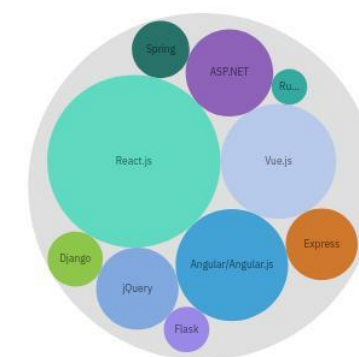 Spring
ASP.NET
Ru...
React.js
Vue.js
Express
Django
Angular/Angular.js
jQuery
Flask